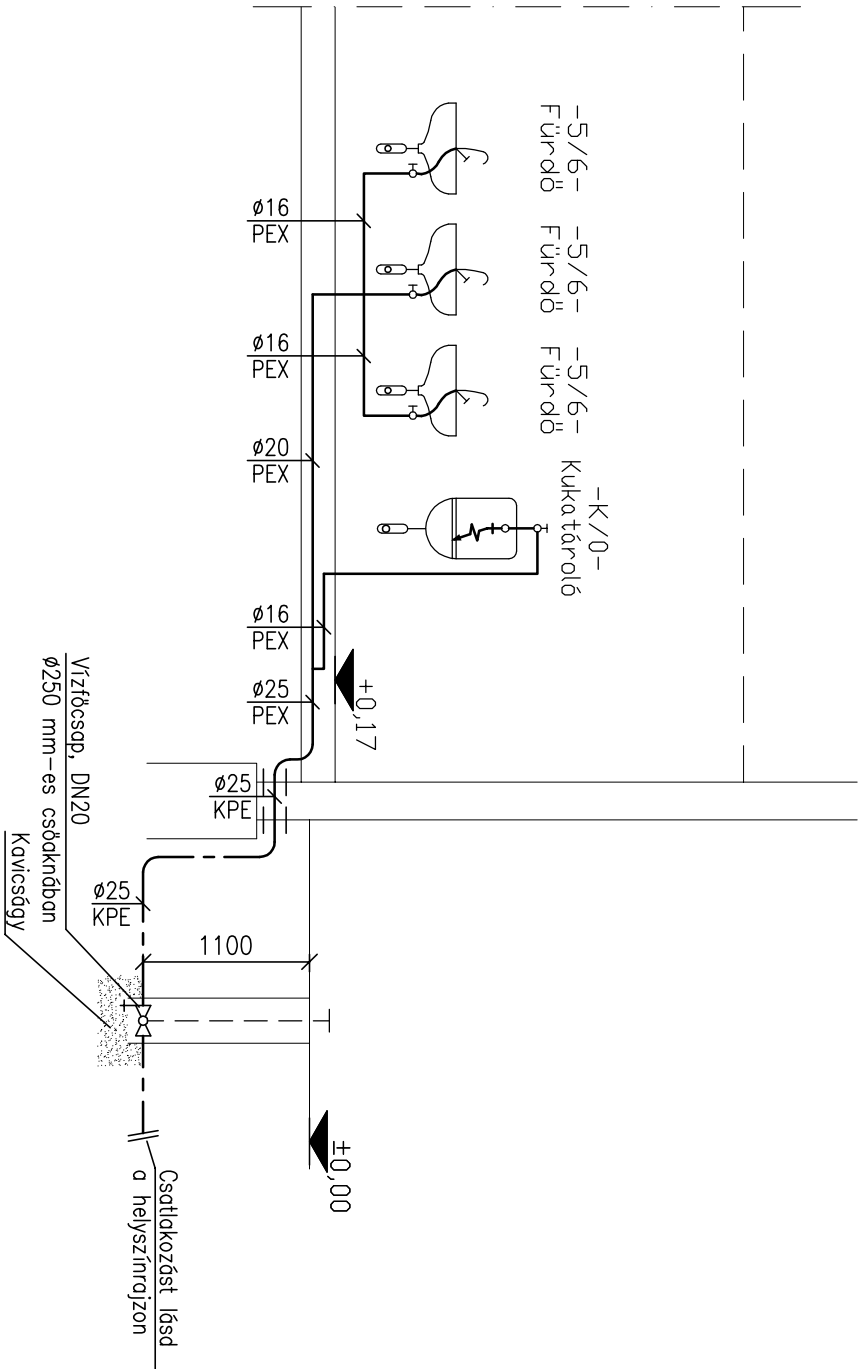 -5/6-
Fürdő
-5/6-
Fürdő
-5/6-
Fürdő
-K/0-
Kukatároló
ø16
PEX
ø16
PEX
ø20
PEX
ø16
PEX
ø25
PEX
+0,17
ø25
KPE
ø25
KPE
1100
±0,00
Vízfőcsap, DN20
ø250 mm-es csőaknában
Kavicságy
Csatlakozást lásd
a helyszínrajzon